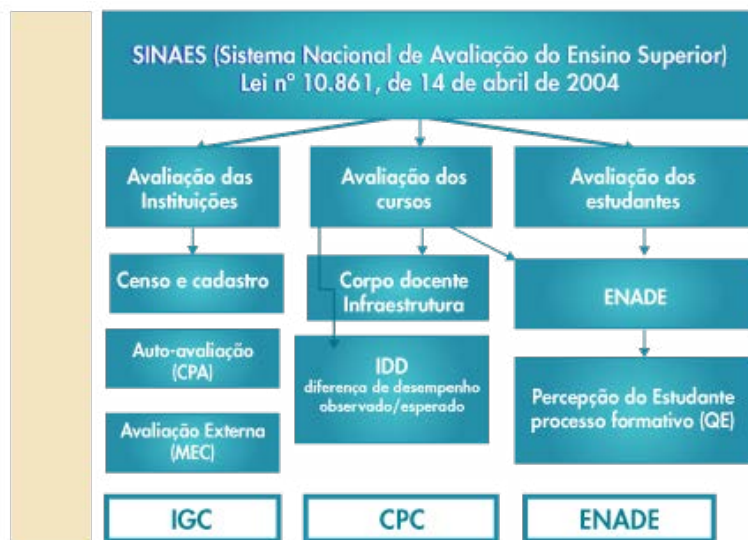 SINAES (Sistema Nacional de Avaliação do Ensino Superior)
Lei nº 10.861, de 14 de abril de 2004
Avaliação das
Instituições
Avaliação dos
cursos
Avaliação dos
estudantes
Censo e cadastro
Corpo docente
Infraestrutura
ENADE
Auto-avaliação
(CPA)
IDD
diferença de desempenho
observado/esperado
Percepção do Estudante
processo formativo (QE)
Avaliação Externa
(MEC)
IGC
CPC
ENADE